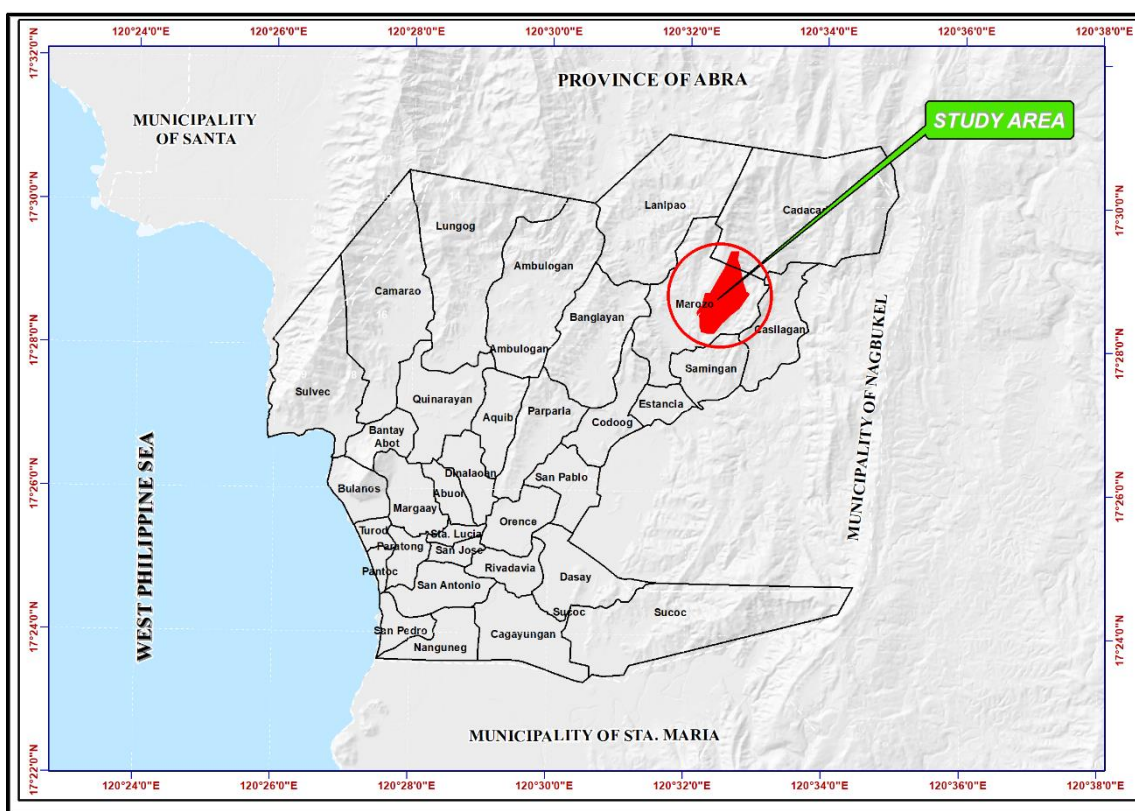 120°24'0"E 120°26'0"E 120°28'0"E 120°30'0"E 120°32'0"E 120°34'0"E 120°36'0"E 120°38'0"E
17°32'0"N
PROVINCE OF ABRA
MUNICIPALITY
OF SANTA
STUDY AREA
17°30'0"N
17°30'0"N
Lanipao
Cadacad
Lungog
Ambulogan
Camarao
Marozo
Banglayan
Casilagan
17°28'0"N
17°28'0"N
Ambulogan
Samingan
Sulvec
Quinarayan
Estancia
Parparia
Aquib
Codoog
Bantay
Abot
MUNICIPALITY OF NAGBUKEL
WEST PHILIPPINE SEA
17°26'0"N
17°26'0"N
Dinalaoan
San Pablo
Bulanos
Abuor
Margaay
Orence
Turod
Sta. Lucia
Paratong
San Jose
Pantoc
Rivadavia
Dasay
San Antonio
17°24'0"N
17°24'0"N
Sucoc
Sucoc
San Pedro
Cagayungan
Nanguneg
MUNICIPALITY OF STA. MARIA
17°22'0"N
17°22'0"N
120°24'0"E 120°26'0"E 120°28'0"E 120°30'0"E 120°32'0"E 120°34'0"E 120°36'0"E 120°38'0"E